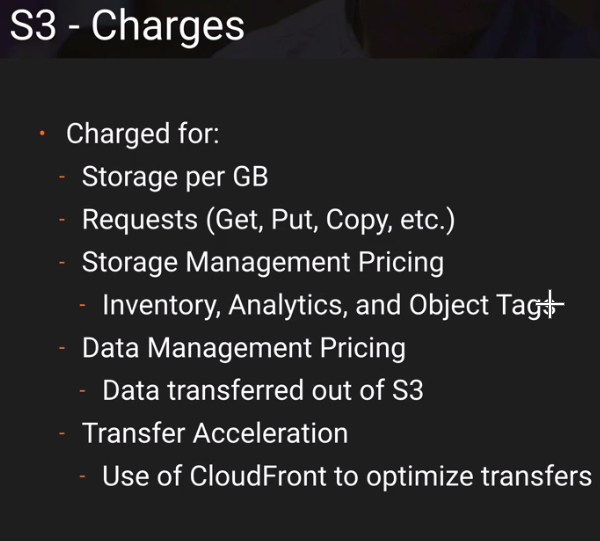 S3 - Charges
• Charged for:
- Storage per GB
- Requests (Get, Put, Copy, etc.)
- Storage Management Pricing
- Inventory, Analytics, and Object Tags
- Data Management Pricing
- Data transferred out of S3
- Transfer Acceleration
- Use of CloudFront to optimize transfers